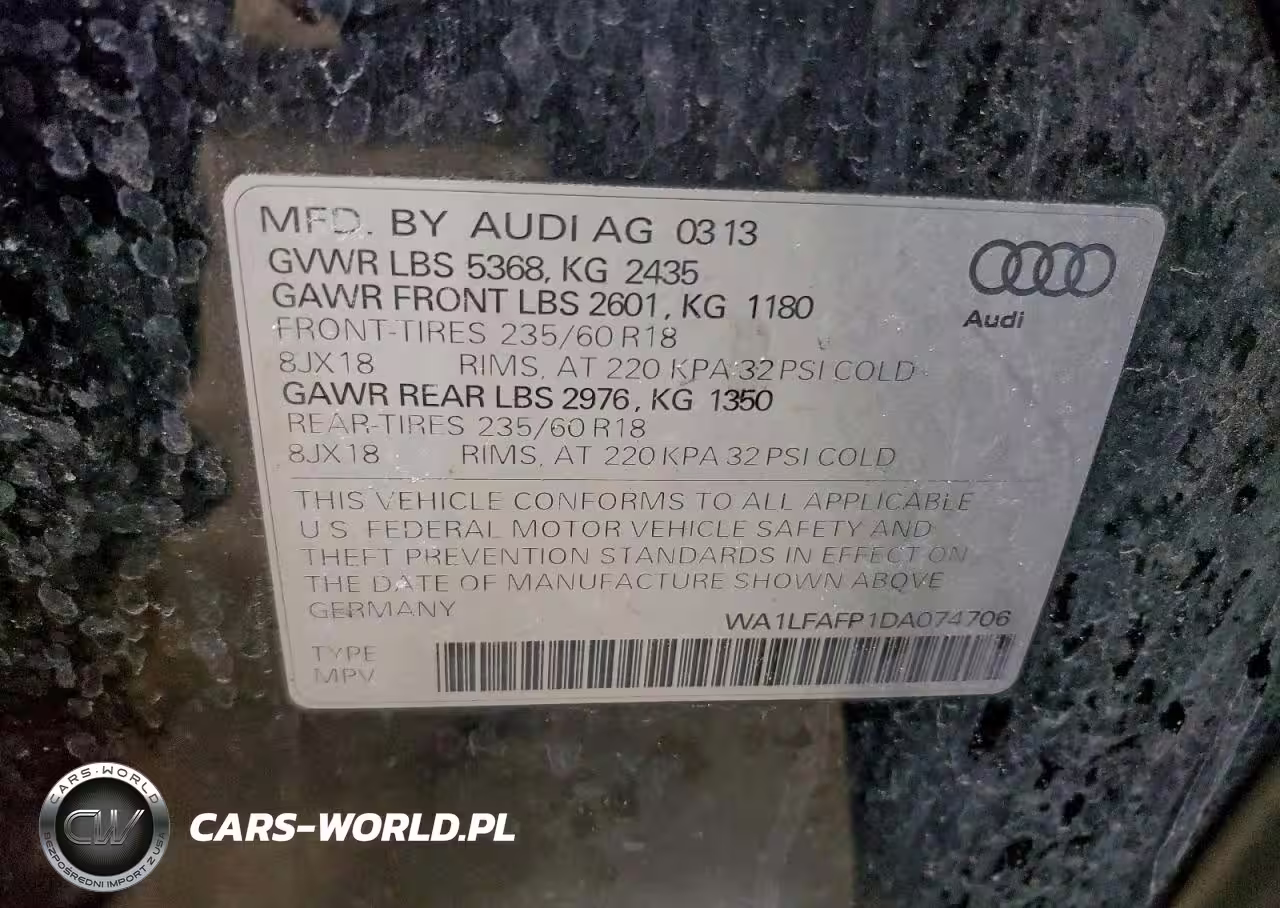 MFD. BY AUDI AG 0313
GVWR LBS 5368, KG 2435
GAWR FRONT LBS 2601, KG 1180
FRONT-TIRES 235/60 R18
8JX18 RIMS, AT 220 KPA 32 PSI COLD
GAWR REAR LBS 2976, KG 1350
REAR-TIRES 235/60 R18
8JX18 RIMS, AT 220 KPA 32 PSI COLD
Audi
THIS VEHICLE CONFORMS TO ALL APPLICABLE
U.S. FEDERAL MOTOR VEHICLE SAFETY AND
THEFT PREVENTION STANDARDS IN EFFECT ON
THE DATE OF MANUFACTURE SHOWN ABOVE
GERMANY
WA1LFAFP1DA074706
TYPE
MPV
CARS-WORLD
CW
BEZPOŚREDNI IMPORT Z USA
CARS-WORLD.PL